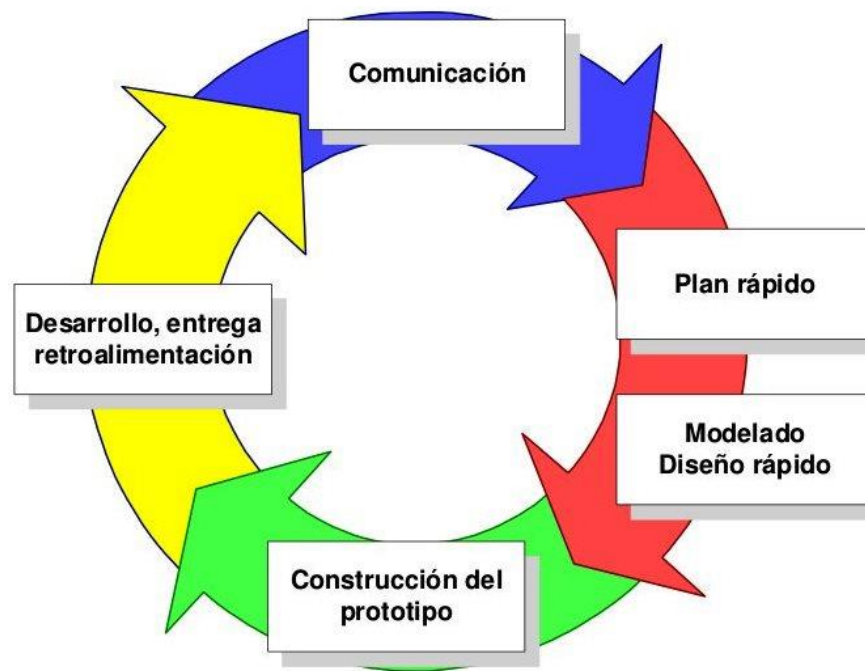 Comunicación
Plan rápido
Modelado
Diseño rápido
Construcción del
prototipo
Desarrollo, entrega
retroalimentación